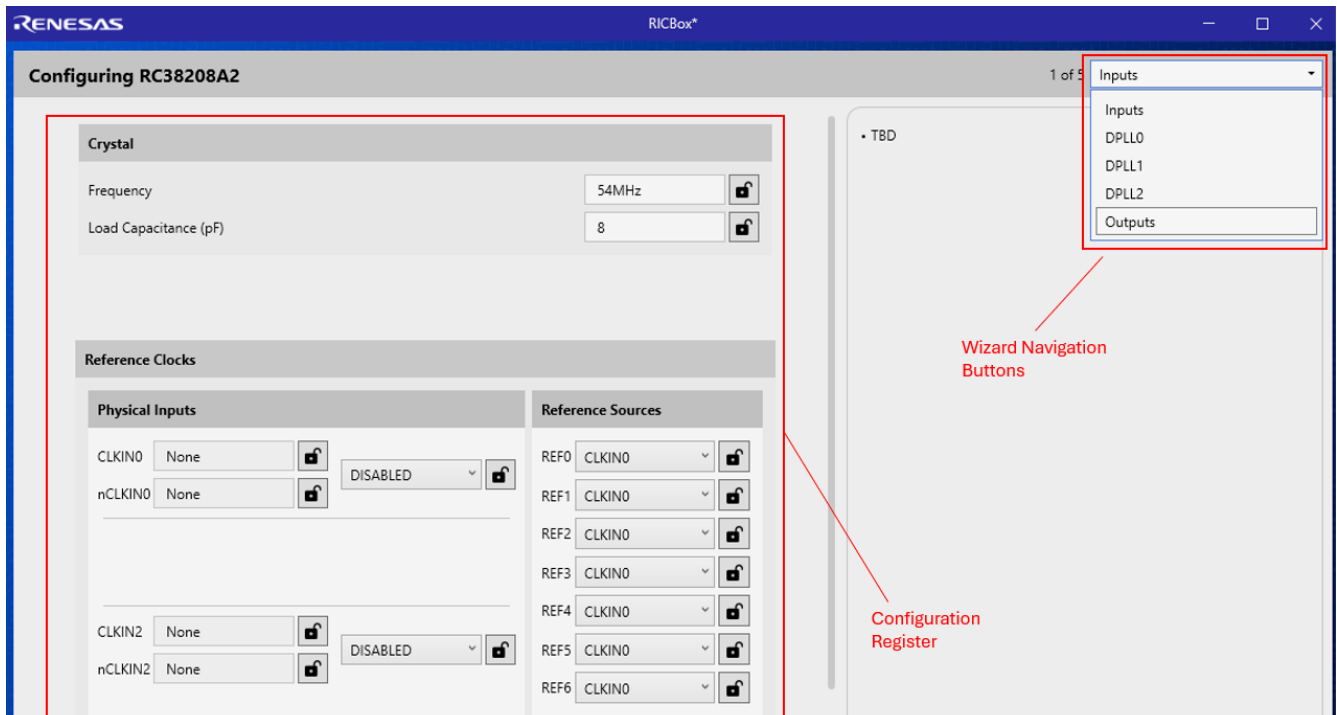 RENESAS
RICBox*
Configuring RC38208A2
1 of 5
Inputs
Inputs
DPLL0
DPLL1
DPLL2
Outputs
Crystal
Frequency 54MHz
Load Capacitance (pF) 8
• TBD
Wizard Navigation
Buttons
Reference Clocks
Physical Inputs
CLKIN0 None
DISABLED
nCLKIN0 None
CLKIN2 None
DISABLED
nCLKIN2 None
Reference Sources
REF0 CLKIN0
REF1 CLKIN0
REF2 CLKIN0
REF3 CLKIN0
REF4 CLKIN0
REF5 CLKIN0
REF6 CLKIN0
Configuration
Register